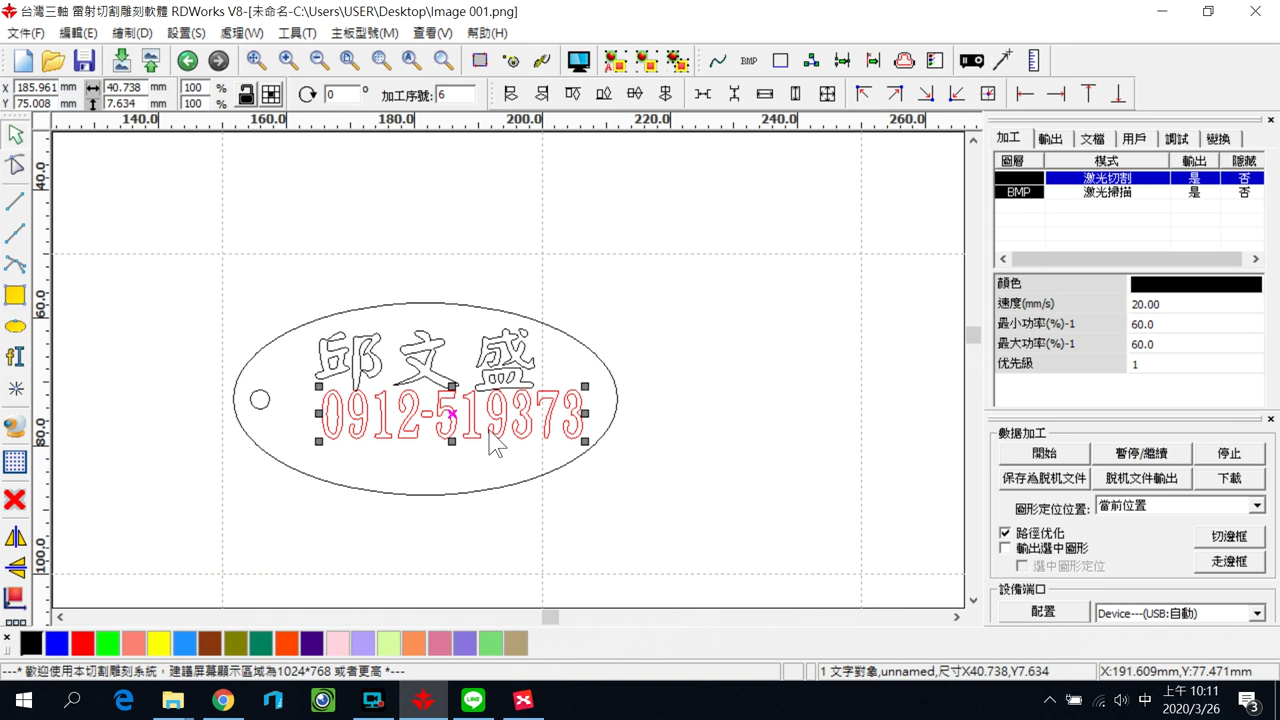 台灣三軸 雷射切割雕刻軟體 RDWorks V8-[未命名-C:\Users\USER\Desktop\Image 001.png]
文件(F) 編輯(E) 繪制(D) 設置(S) 處理(W) 工具(T) 主板型號(M) 查看(V) 幫助(H)
BMP
X 185.961 mm 40.738 mm 100 %
Y 75.008 mm 7.634 mm 100 %
0 ° 加工序號: 6
140.0 160.0 180.0 200.0 220.0 240.0 260.0
40.0
60.0
80.0
100.0
邱文盛
0912-519373
加工 輸出 文檔 用戶 調試 變換
圖層 模式 輸出 隱藏
激光切割 是 否
BMP 激光掃描 是 否
顏色
速度(mm/s) 20.00
最小功率(%)-1 60.0
最大功率(%)-1 60.0
优先級 1
數據加工
開始 暫停/繼續 停止
保存為脱机文件 脱机文件輸出 下載
圖形定位位置: 當前位置
路徑优化 切邊框
輸出選中圖形
選中圖形定位 走邊框
設備端口
配置 Device---(USB:自動)
---* 歡迎使用本切割雕刻系統，建議屏幕顯示區域為1024*768 或者更高 *---
1 文字對象,unnamed,尺寸X40.738,Y7.634
X:191.609mm,Y:77.471mm
LINE
中
上午 10:11
2020/3/26
3